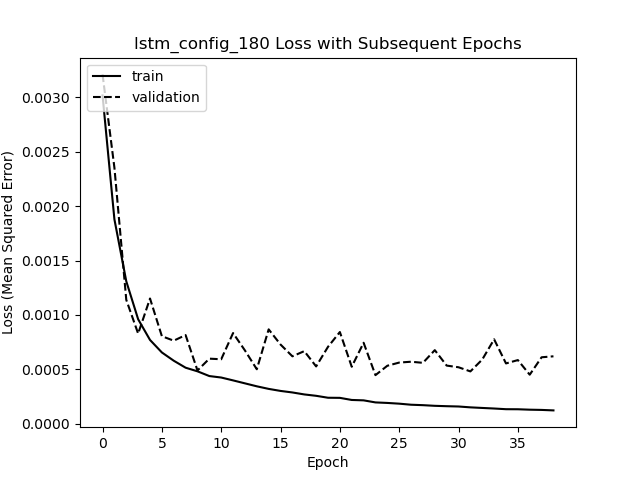 lstm_config_180 Loss with Subsequent Epochs
train
validation
Loss (Mean Squared Error)
0.0030
0.0025
0.0020
0.0015
0.0010
0.0005
0.0000
0 5 10 15 20 25 30 35
Epoch